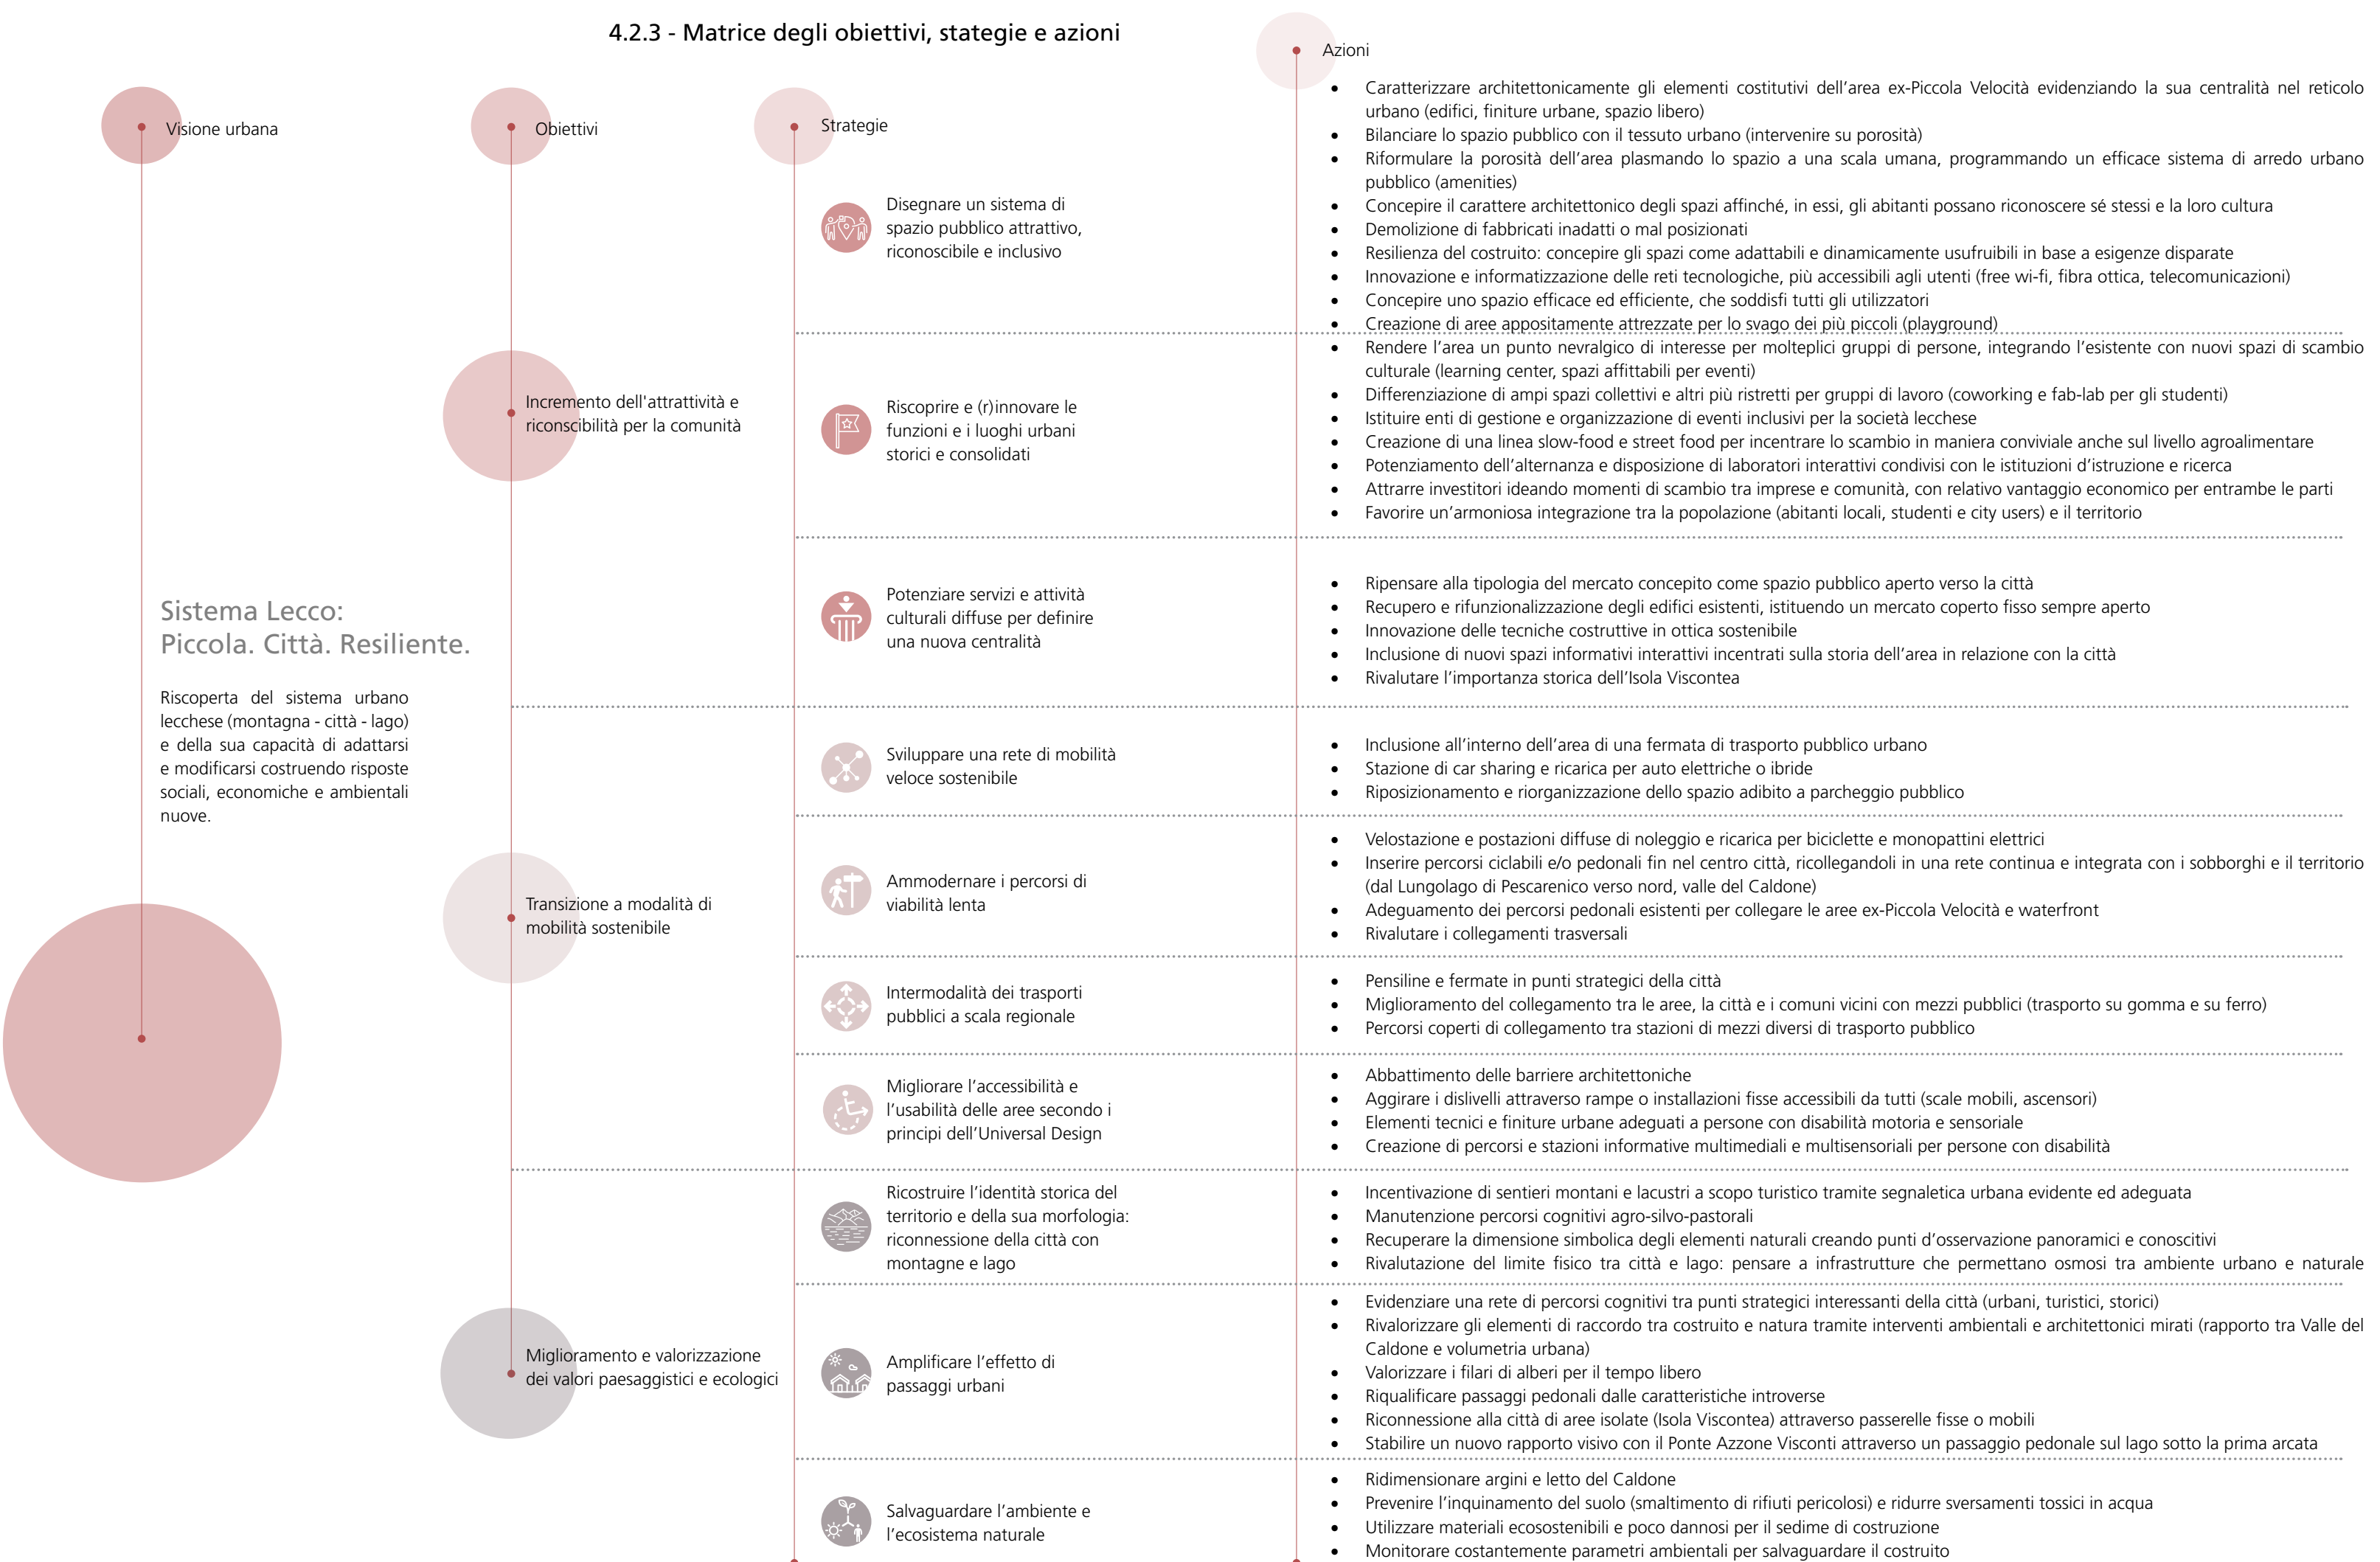 4.2.3 - Matrice degli obiettivi, stategie e azioni
Visione urbana
Obiettivi
Strategie
Azioni
Sistema Lecco:
Piccola. Città. Resiliente.
Riscoperta del sistema urbano
lecchese (montagna - città - lago)
e della sua capacità di adattarsi
e modificarsi costruendo risposte
sociali, economiche e ambientali
nuove.
Incremento dell'attrattività e
riconscibilità per la comunità
Disegnare un sistema di
spazio pubblico attrattivo,
riconoscibile e inclusivo
• Caratterizzare architettonicamente gli elementi costitutivi dell’area ex-Piccola Velocità evidenziando la sua centralità nel reticolo
urbano (edifici, finiture urbane, spazio libero)
• Bilanciare lo spazio pubblico con il tessuto urbano (intervenire su porosità)
• Riformulare la porosità dell’area plasmando lo spazio a una scala umana, programmando un efficace sistema di arredo urbano
pubblico (amenities)
• Concepire il carattere architettonico degli spazi affinché, in essi, gli abitanti possano riconoscere sé stessi e la loro cultura
• Demolizione di fabbricati inadatti o mal posizionati
• Resilienza del costruito: concepire gli spazi come adattabili e dinamicamente usufruibili in base a esigenze disparate
• Innovazione e informatizzazione delle reti tecnologiche, più accessibili agli utenti (free wi-fi, fibra ottica, telecomunicazioni)
• Concepire uno spazio efficace ed efficiente, che soddisfi tutti gli utilizzatori
• Creazione di aree appositamente attrezzate per lo svago dei più piccoli (playground)
Riscoprire e (r)innovare le
funzioni e i luoghi urbani
storici e consolidati
• Rendere l’area un punto nevralgico di interesse per molteplici gruppi di persone, integrando l’esistente con nuovi spazi di scambio
culturale (learning center, spazi affittabili per eventi)
• Differenziazione di ampi spazi collettivi e altri più ristretti per gruppi di lavoro (coworking e fab-lab per gli studenti)
• Istituire enti di gestione e organizzazione di eventi inclusivi per la società lecchese
• Creazione di una linea slow-food e street food per incentrare lo scambio in maniera conviviale anche sul livello agroalimentare
• Potenziamento dell’alternanza e disposizione di laboratori interattivi condivisi con le istituzioni d’istruzione e ricerca
• Attrarre investitori ideando momenti di scambio tra imprese e comunità, con relativo vantaggio economico per entrambe le parti
• Favorire un’armoniosa integrazione tra la popolazione (abitanti locali, studenti e city users) e il territorio
Potenziare servizi e attività
culturali diffuse per definire
una nuova centralità
• Ripensare alla tipologia del mercato concepito come spazio pubblico aperto verso la città
• Recupero e rifunzionalizzazione degli edifici esistenti, istituendo un mercato coperto fisso sempre aperto
• Innovazione delle tecniche costruttive in ottica sostenibile
• Inclusione di nuovi spazi informativi interattivi incentrati sulla storia dell’area in relazione con la città
• Rivalutare l’importanza storica dell’Isola Viscontea
Transizione a modalità di
mobilità sostenibile
Sviluppare una rete di mobilità
veloce sostenibile
• Inclusione all’interno dell’area di una fermata di trasporto pubblico urbano
• Stazione di car sharing e ricarica per auto elettriche o ibride
• Riposizionamento e riorganizzazione dello spazio adibito a parcheggio pubblico
Ammodernare i percorsi di
viabilità lenta
• Velostazione e postazioni diffuse di noleggio e ricarica per biciclette e monopattini elettrici
• Inserire percorsi ciclabili e/o pedonali fin nel centro città, ricollegandoli in una rete continua e integrata con i sobborghi e il territorio
(dal Lungolago di Pescarenico verso nord, valle del Caldone)
• Adeguamento dei percorsi pedonali esistenti per collegare le aree ex-Piccola Velocità e waterfront
• Rivalutare i collegamenti trasversali
Intermodalità dei trasporti
pubblici a scala regionale
• Pensiline e fermate in punti strategici della città
• Miglioramento del collegamento tra le aree, la città e i comuni vicini con mezzi pubblici (trasporto su gomma e su ferro)
• Percorsi coperti di collegamento tra stazioni di mezzi diversi di trasporto pubblico
Migliorare l’accessibilità e
l’usabilità delle aree secondo i
principi dell’Universal Design
• Abbattimento delle barriere architettoniche
• Aggirare i dislivelli attraverso rampe o installazioni fisse accessibili da tutti (scale mobili, ascensori)
• Elementi tecnici e finiture urbane adeguati a persone con disabilità motoria e sensoriale
• Creazione di percorsi e stazioni informative multimediali e multisensoriali per persone con disabilità
Miglioramento e valorizzazione
dei valori paesaggistici e ecologici
Ricostruire l’identità storica del
territorio e della sua morfologia:
riconnessione della città con
montagne e lago
• Incentivazione di sentieri montani e lacustri a scopo turistico tramite segnaletica urbana evidente ed adeguata
• Manutenzione percorsi cognitivi agro-silvo-pastorali
• Recuperare la dimensione simbolica degli elementi naturali creando punti d’osservazione panoramici e conoscitivi
• Rivalutazione del limite fisico tra città e lago: pensare a infrastrutture che permettano osmosi tra ambiente urbano e naturale
Amplificare l’effetto di
passaggi urbani
• Evidenziare una rete di percorsi cognitivi tra punti strategici interessanti della città (urbani, turistici, storici)
• Rivalorizzare gli elementi di raccordo tra costruito e natura tramite interventi ambientali e architettonici mirati (rapporto tra Valle del
Caldone e volumetria urbana)
• Valorizzare i filari di alberi per il tempo libero
• Riqualificare passaggi pedonali dalle caratteristiche introverse
• Riconnessione alla città di aree isolate (Isola Viscontea) attraverso passerelle fisse o mobili
• Stabilire un nuovo rapporto visivo con il Ponte Azzone Visconti attraverso un passaggio pedonale sul lago sotto la prima arcata
Salvaguardare l’ambiente e
l’ecosistema naturale
• Ridimensionare argini e letto del Caldone
• Prevenire l’inquinamento del suolo (smaltimento di rifiuti pericolosi) e ridurre sversamenti tossici in acqua
• Utilizzare materiali ecosostenibili e poco dannosi per il sedime di costruzione
• Monitorare costantemente parametri ambientali per salvaguardare il costruito